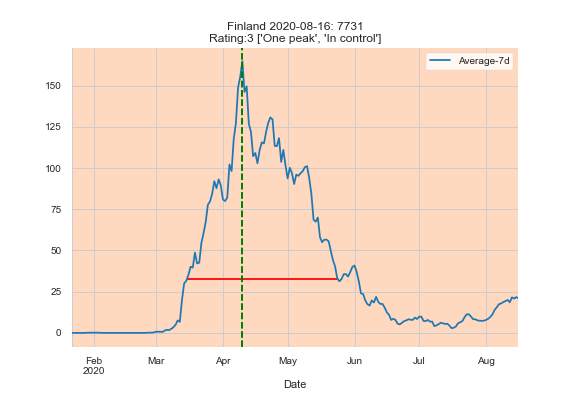 Finland 2020-08-16: 7731
Rating:3 ['One peak', 'In control']
Average-7d
150
125
100
75
50
25
0
Feb
2020
Mar
Apr
May
Jun
Jul
Aug
Date